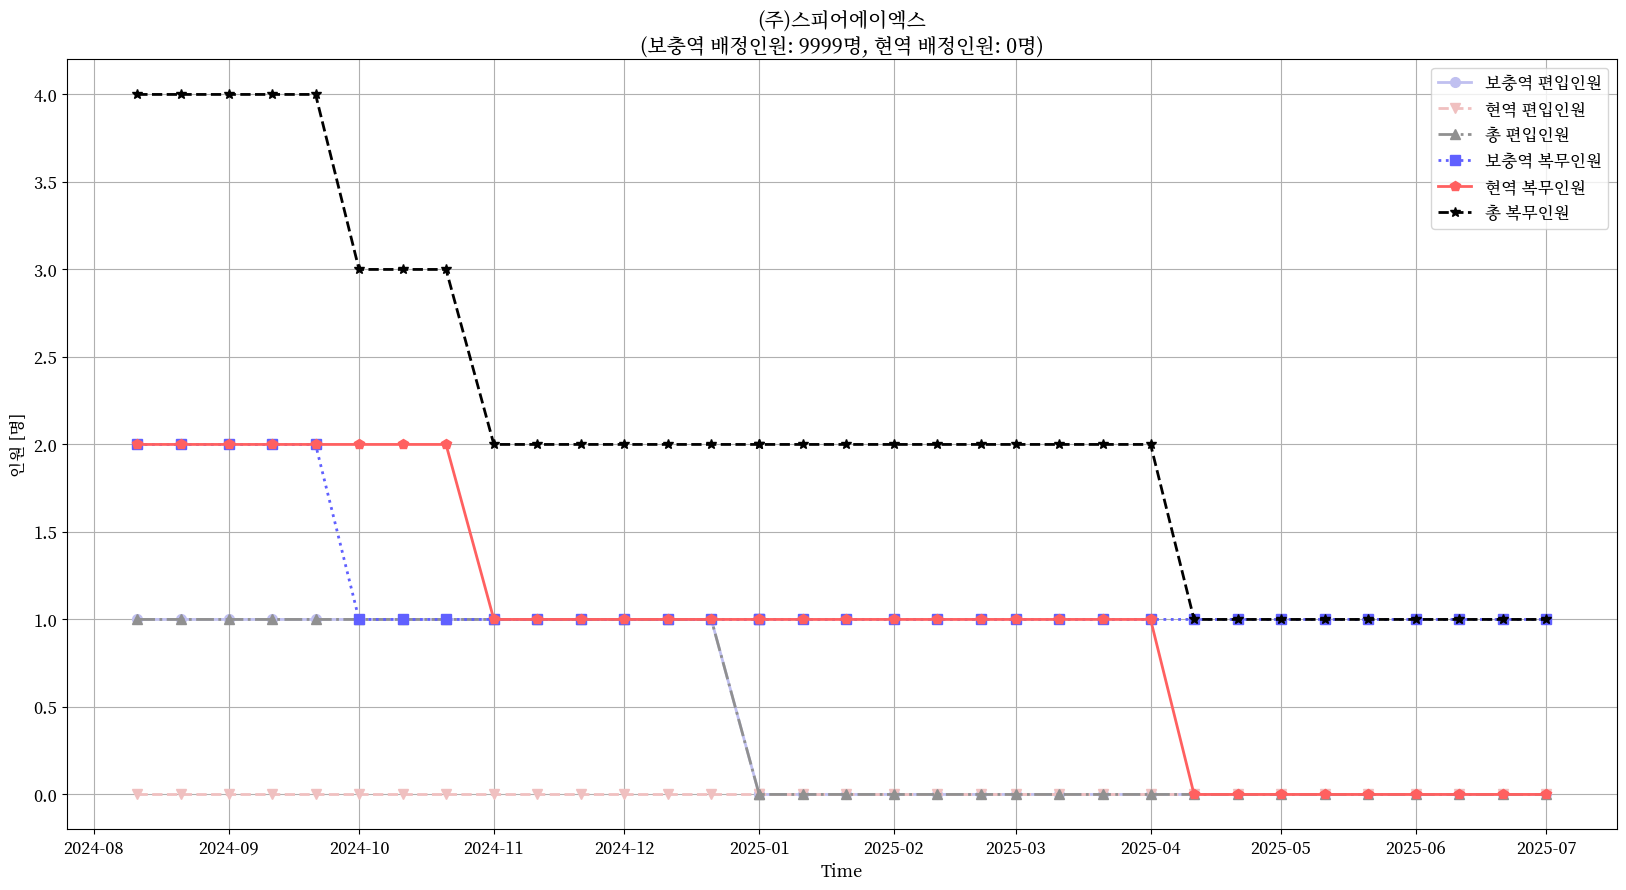 (주)스피어에이엑스
(보충역 배정인원: 9999명, 현역 배정인원: 0명)
보충역 편입인원
현역 편입인원
총 편입인원
보충역 복무인원
현역 복무인원
총 복무인원
4.0
3.5
3.0
2.5
2.0
1.5
1.0
0.5
0.0
인원 [명]
2024-08 2024-09 2024-10 2024-11 2024-12 2025-01 2025-02 2025-03 2025-04 2025-05 2025-06 2025-07
Time